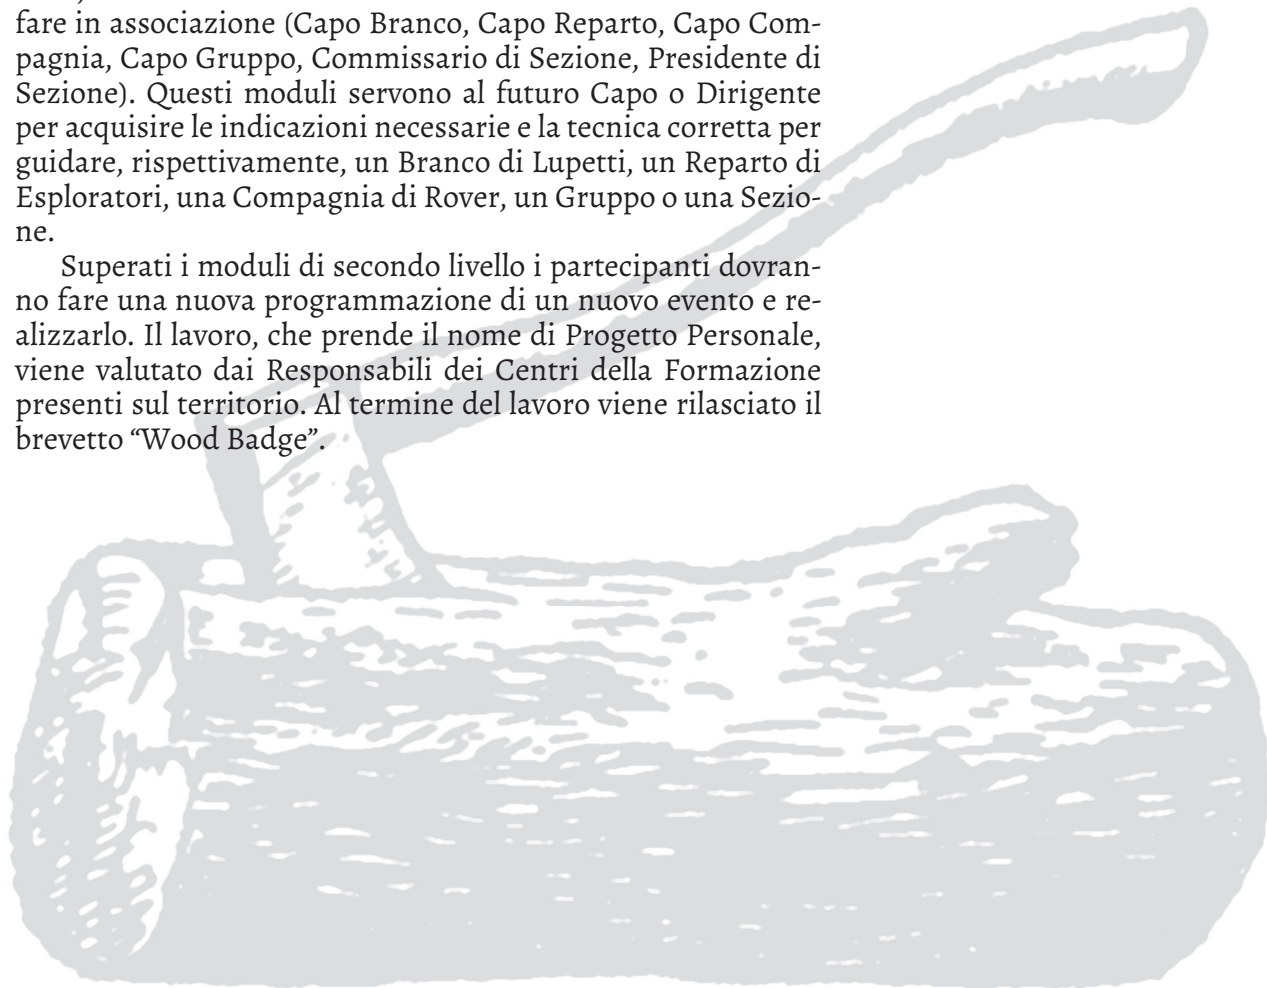 fare in associazione (Capo Branco, Capo Reparto, Capo Com-
pagnia, Capo Gruppo, Commissario di Sezione, Presidente di
Sezione). Questi moduli servono al futuro Capo o Dirigente
per acquisire le indicazioni necessarie e la tecnica corretta per
guidare, rispettivamente, un Branco di Lupetti, un Reparto di
Esploratori, una Compagnia di Rover, un Gruppo o una Sezio-
ne.
Superati i moduli di secondo livello i partecipanti dovran-
no fare una nuova programmazione di un nuovo evento e re-
alizzarlo. Il lavoro, che prende il nome di Progetto Personale,
viene valutato dai Responsabili dei Centri della Formazione
presenti sul territorio. Al termine del lavoro viene rilasciato il
brevetto “Wood Badge”.